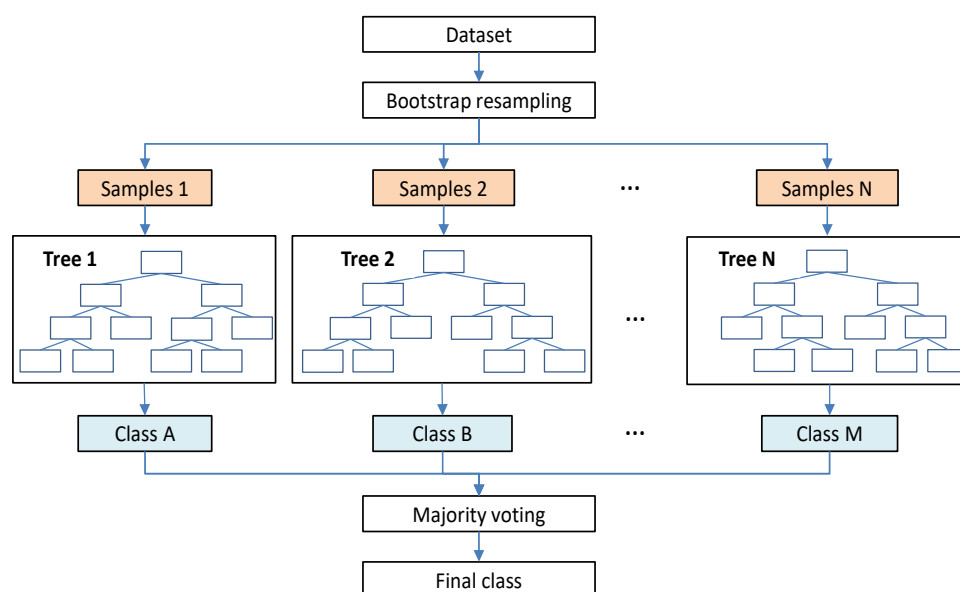 Dataset
Bootstrap resampling
Samples 1
Samples 2
...
Samples N
Tree 1
Tree 2
...
Tree N
Class A
Class B
...
Class M
Majority voting
Final class